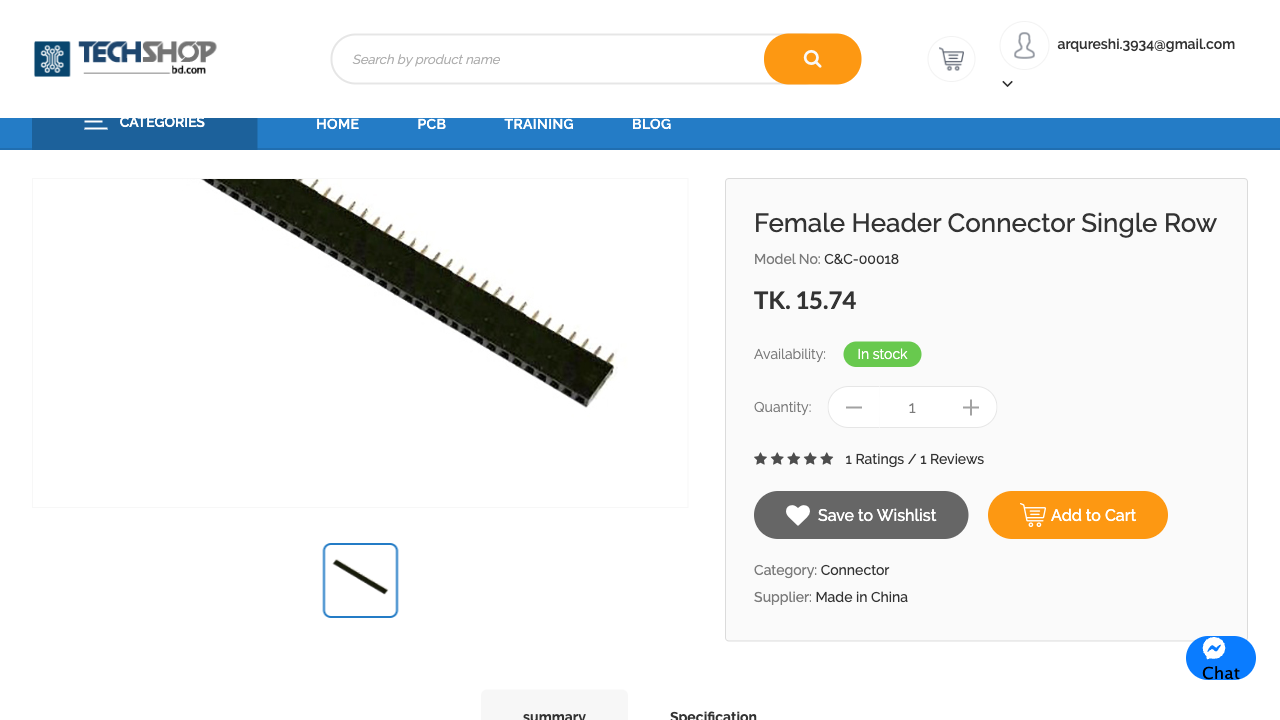 TECHSHOP
bd.com
Search by product name
arqureshi.3934@gmail.com
CATEGORIES
HOME
PCB
TRAINING
BLOG
Female Header Connector Single Row
Model No: C&C-00018
TK. 15.74
Availability: In stock
Quantity: 1
1 Ratings / 1 Reviews
Save to Wishlist
Add to Cart
Category: Connector
Supplier: Made in China
Chat
summary
Specification